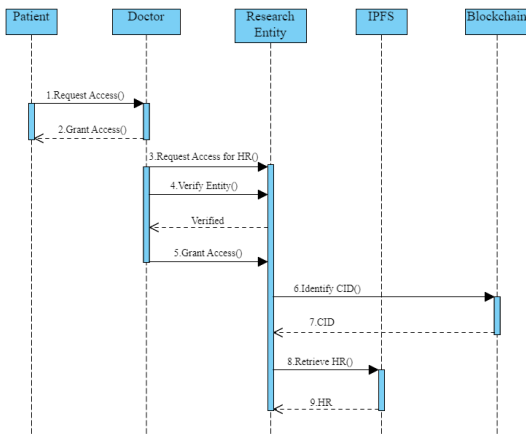 Patient
Doctor
Research
Entity
IPFS
Blockchain
1.Request Access()
2.Grant Access()
3.Request Access for HR()
4.Verify Entity()
Verified
5.Grant Access()
6.Identify CID()
7.CID
8.Retrieve HR()
9.HR